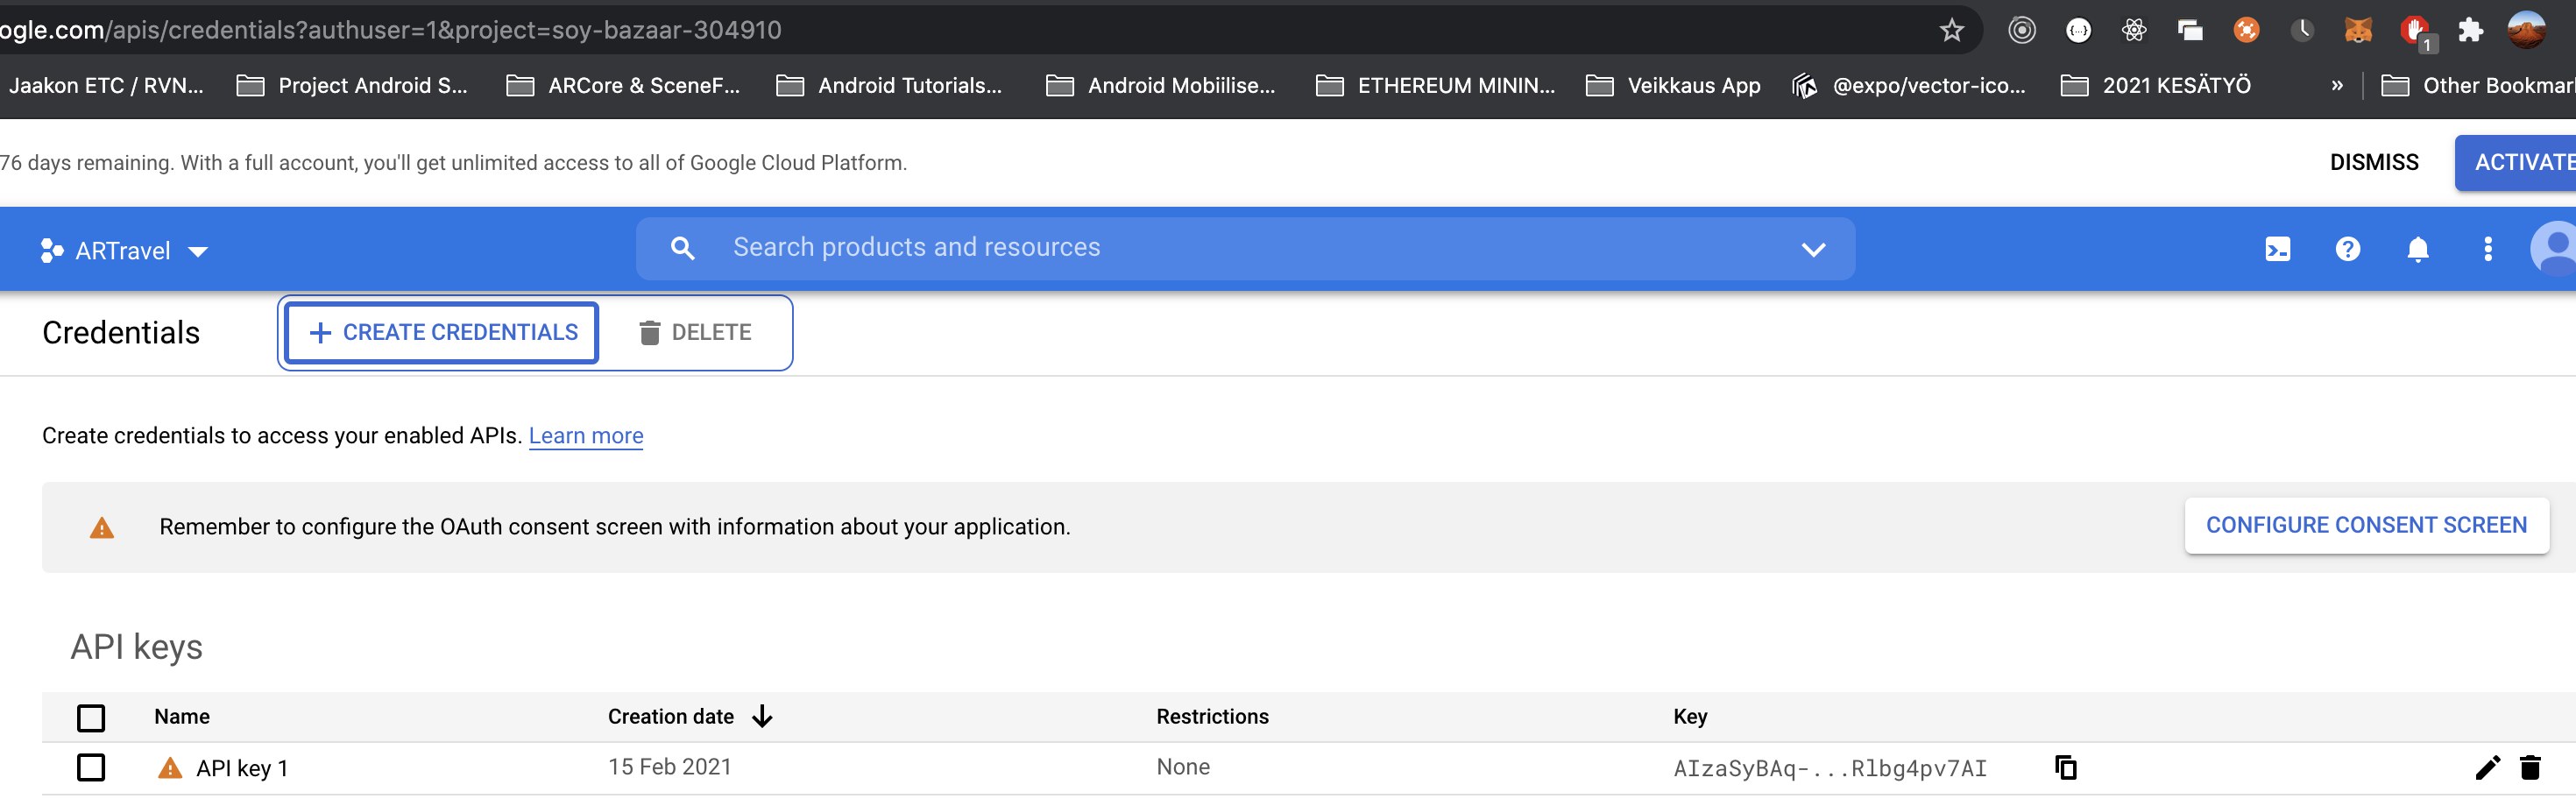 ogle.com/apis/credentials?authuser=1&project=soy-bazaar-304910
1
Jaakon ETC / RVN... Project Android S... ARCore & SceneF... Android Tutorials... Android Mobiilise... ETHEREUM MININ... Veikkaus App @expo/vector-ico... 2021 KESÄTYÖ » Other Bookmar
76 days remaining. With a full account, you'll get unlimited access to all of Google Cloud Platform. DISMISS ACTIVATE
ARTravel Search products and resources
Credentials + CREATE CREDENTIALS DELETE
Create credentials to access your enabled APIs. Learn more
Remember to configure the OAuth consent screen with information about your application. CONFIGURE CONSENT SCREEN
API keys
Name Creation date Restrictions Key
API key 1 15 Feb 2021 None AIzaSyBAq-...Rlbg4pv7AI